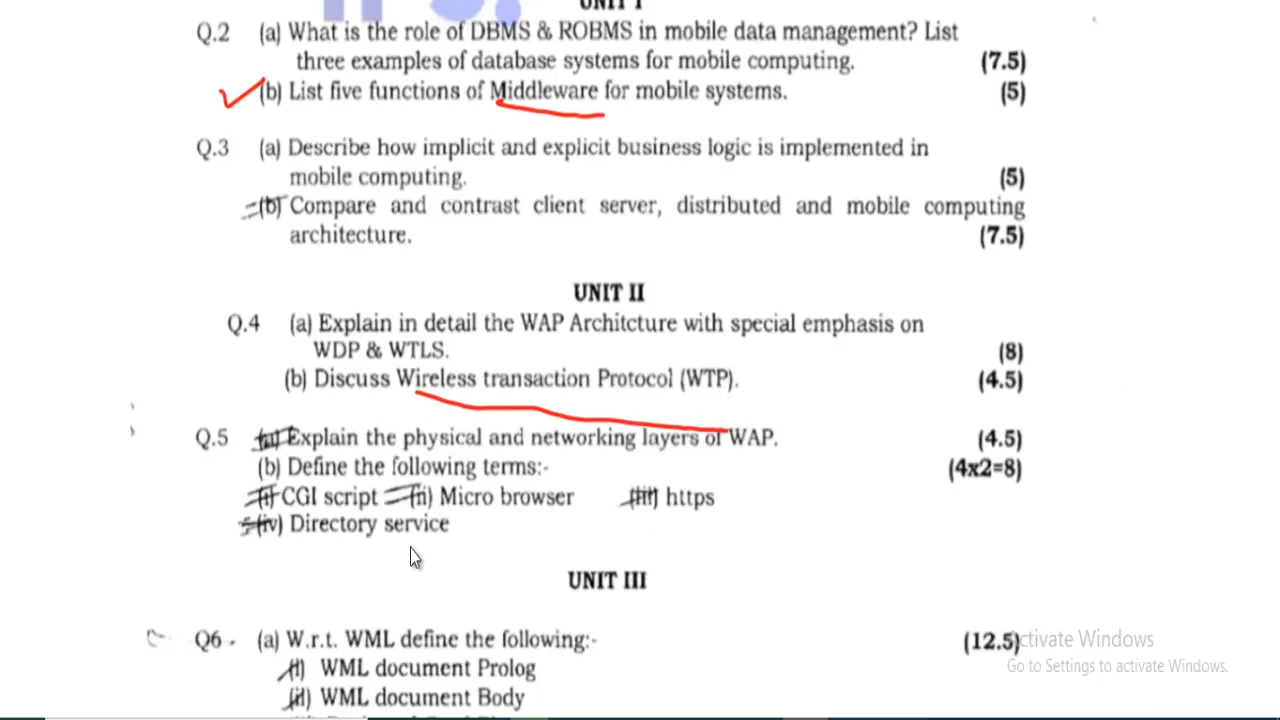 UNIT I
Q.2 (a) What is the role of DBMS & ROBMS in mobile data management? List
three examples of database systems for mobile computing. (7.5)
(b) List five functions of Middleware for mobile systems. (5)
Q.3 (a) Describe how implicit and explicit business logic is implemented in
mobile computing. (5)
(b) Compare and contrast client server, distributed and mobile computing
architecture. (7.5)
UNIT II
Q.4 (a) Explain in detail the WAP Architcture with special emphasis on
WDP & WTLS. (8)
(b) Discuss Wireless transaction Protocol (WTP). (4.5)
Q.5 (a) Explain the physical and networking layers of WAP. (4.5)
(b) Define the following terms:- (4x2=8)
(i) CGI script (ii) Micro browser (iii) https
(iv) Directory service
UNIT III
Q6 - (a) W.r.t. WML define the following:- (12.5)
(i) WML document Prolog
(ii) WML document Body
Activate Windows
Go to Settings to activate Windows.